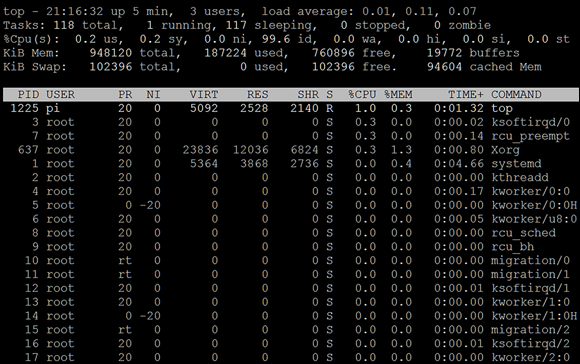 top - 21:16:32 up 5 min,  3 users,  load average: 0.01, 0.11, 0.07
Tasks: 118 total,   1 running, 117 sleeping,   0 stopped,   0 zombie
%Cpu(s):  0.2 us,  0.2 sy,  0.0 ni, 99.6 id,  0.0 wa,  0.0 hi,  0.0 si,  0.0 st
KiB Mem:    948120 total,   187224 used,   760896 free,    19772 buffers
KiB Swap:   102396 total,        0 used,   102396 free.    94604 cached Mem
PID USER      PR  NI    VIRT    RES    SHR S  %CPU %MEM     TIME+ COMMAND
1225 pi        20   0    5092   2528   2140 R   1.0  0.3   0:01.32 top
3 root      20   0       0      0      0 S   0.3  0.0   0:00.02 ksoftirqd/0
7 root      20   0       0      0      0 S   0.3  0.0   0:00.14 rcu_preempt
637 root      20   0   23836  12036   6824 S   0.3  1.3   0:00.80 Xorg
1 root      20   0    5364   3868   2736 S   0.0  0.4   0:04.66 systemd
2 root      20   0       0      0      0 S   0.0  0.0   0:00.00 kthreadd
4 root      20   0       0      0      0 S   0.0  0.0   0:00.17 kworker/0:0
5 root       0 -20       0      0      0 S   0.0  0.0   0:00.00 kworker/0:0H
6 root      20   0       0      0      0 S   0.0  0.0   0:00.05 kworker/u8:0
8 root      20   0       0      0      0 S   0.0  0.0   0:00.00 rcu_sched
9 root      20   0       0      0      0 S   0.0  0.0   0:00.00 rcu_bh
10 root      rt   0       0      0      0 S   0.0  0.0   0:00.00 migration/0
11 root      rt   0       0      0      0 S   0.0  0.0   0:00.00 migration/1
12 root      20   0       0      0      0 S   0.0  0.0   0:00.01 ksoftirqd/1
13 root      20   0       0      0      0 S   0.0  0.0   0:00.00 kworker/1:0
14 root       0 -20       0      0      0 S   0.0  0.0   0:00.00 kworker/1:0H
15 root      rt   0       0      0      0 S   0.0  0.0   0:00.00 migration/2
16 root      20   0       0      0      0 S   0.0  0.0   0:00.01 ksoftirqd/2
17 root      20   0       0      0      0 S   0.0  0.0   0:00.00 kworker/2:0